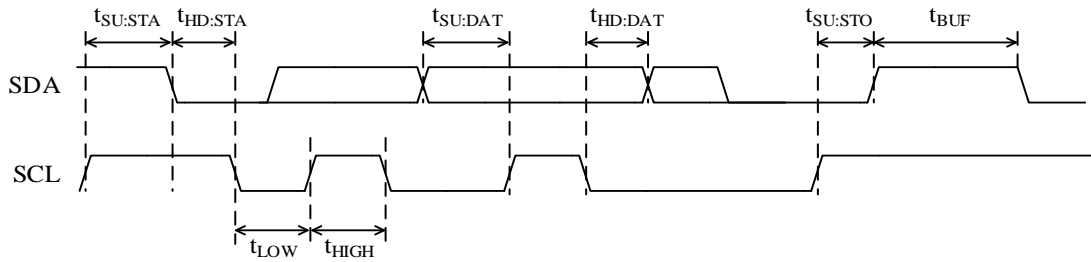 tSU:STA tHD:STA tSU:DAT tHD:DAT tSU:STO tBUF
SDA
SCL
tLOW tHIGH